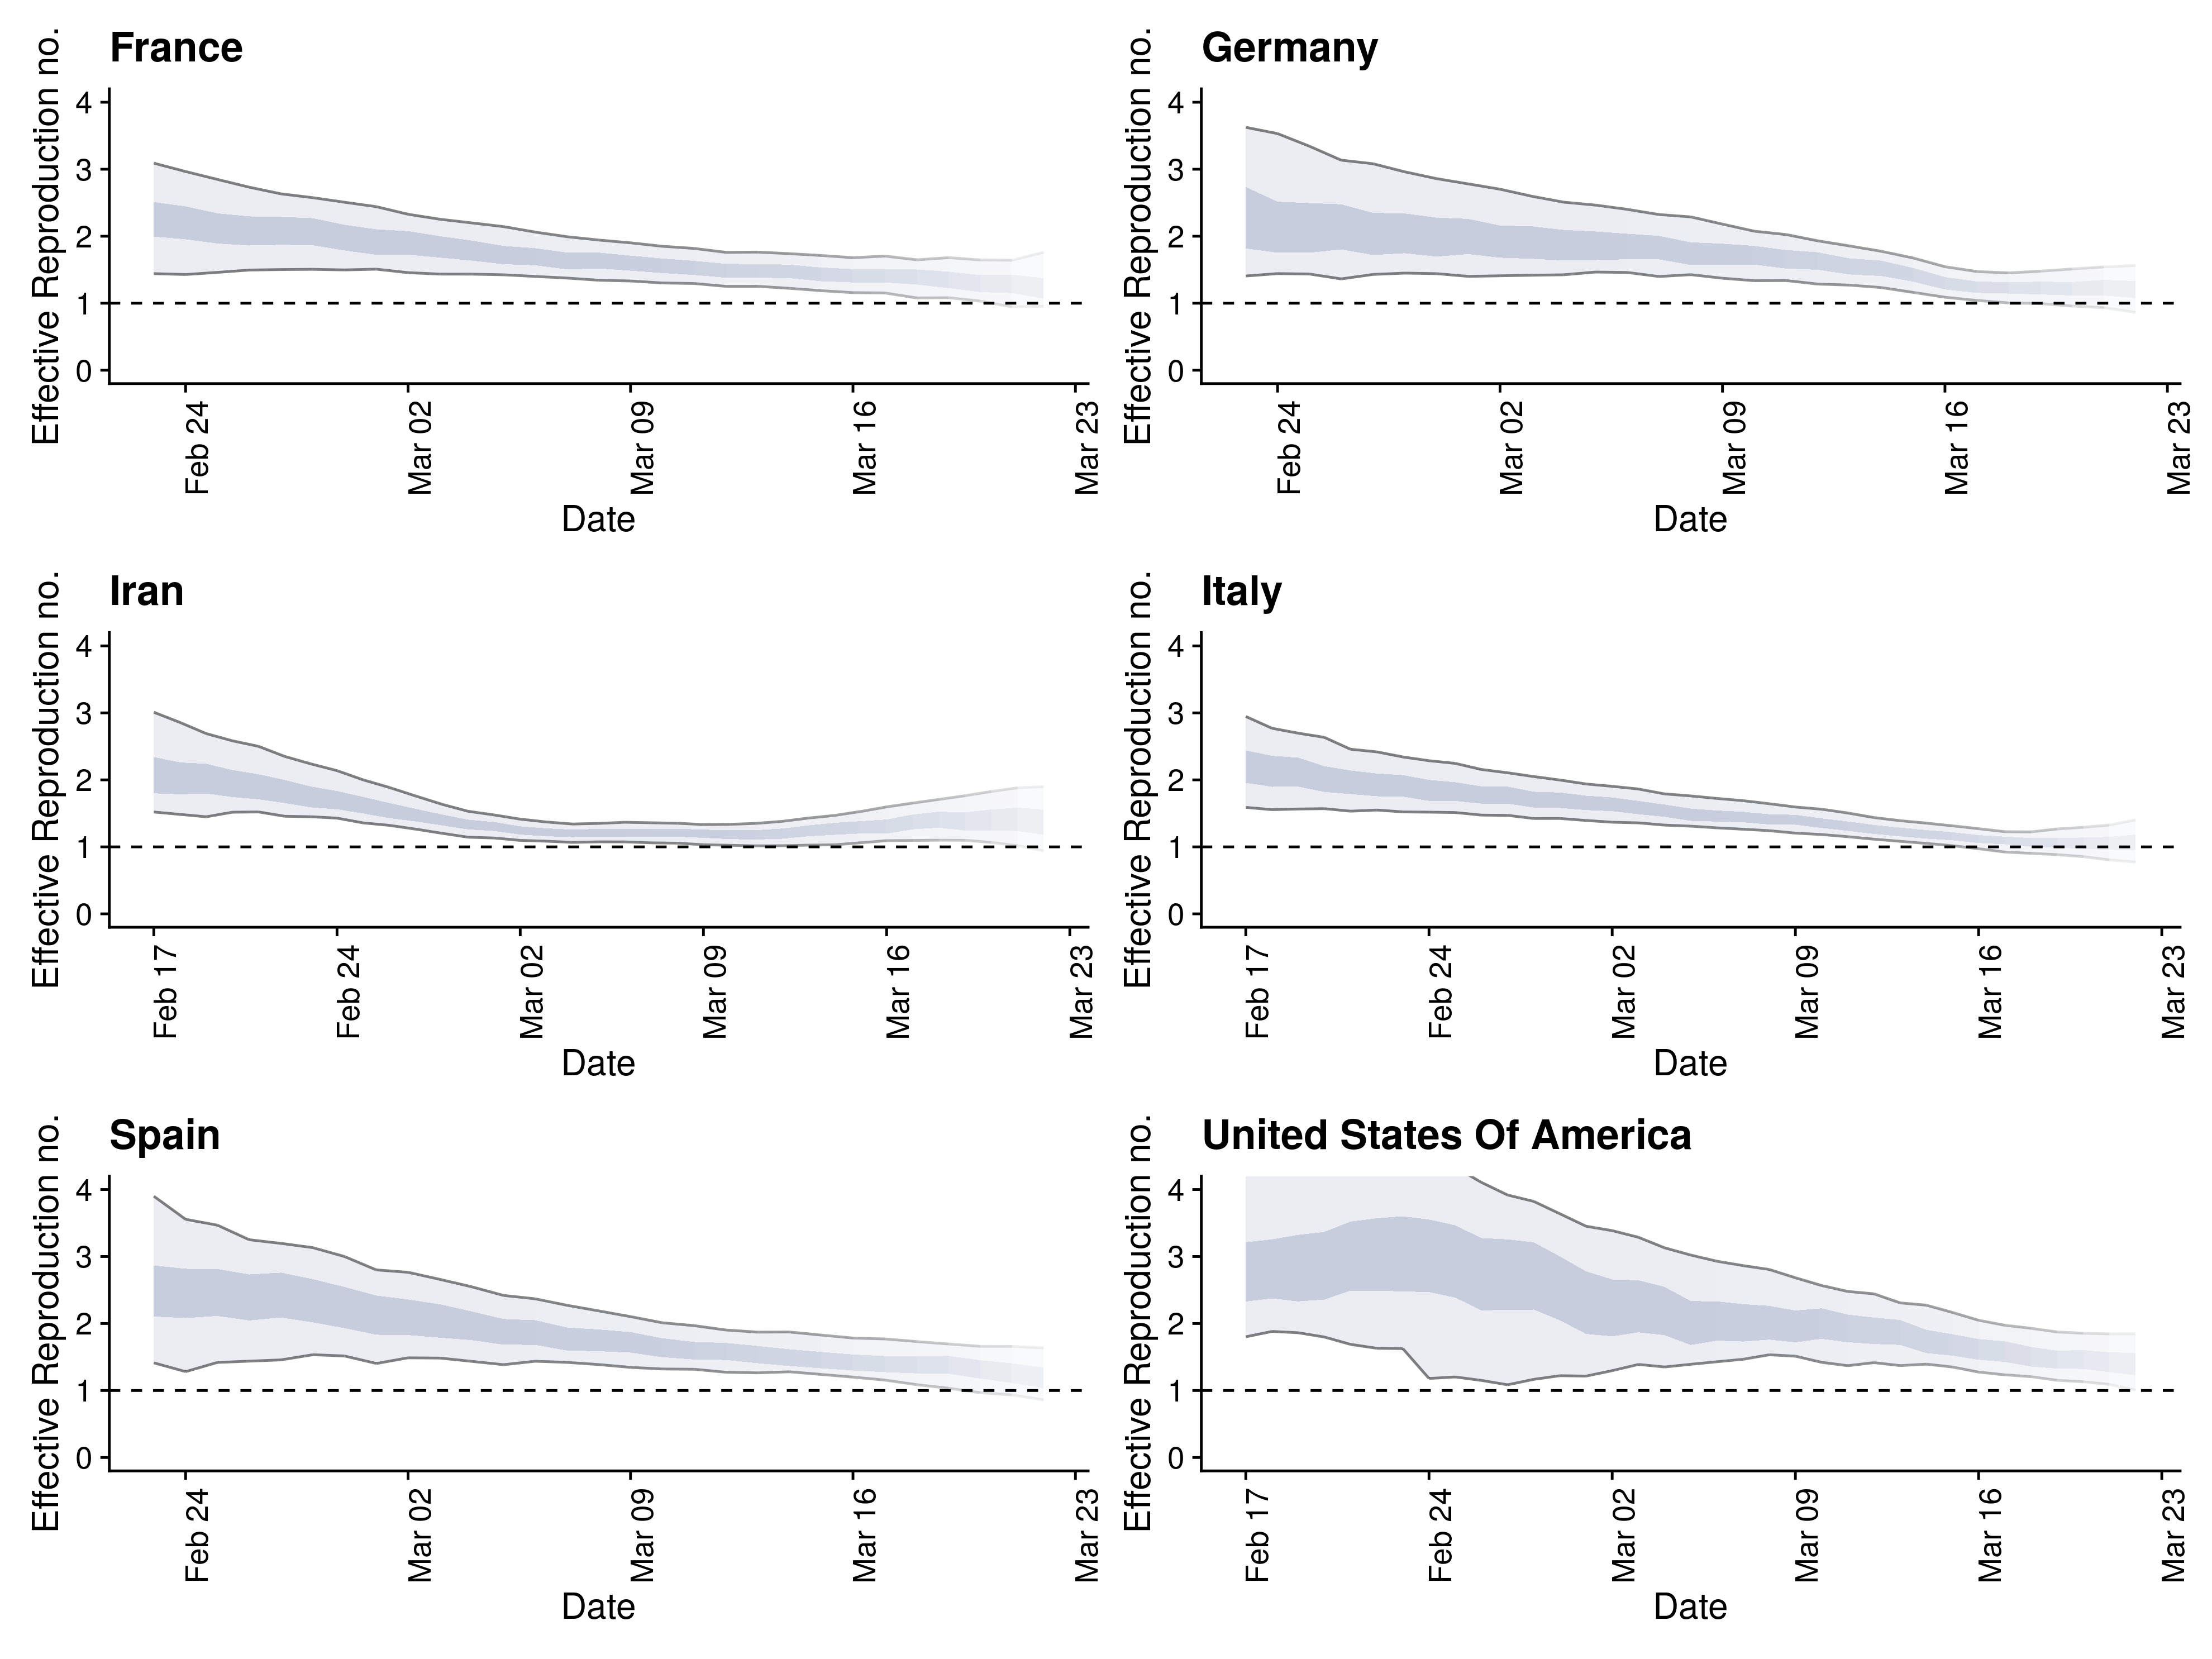 France
Effective Reproduction no.
4
3
2
1
0
Feb 24
Mar 02
Mar 09
Mar 16
Mar 23
Date
Germany
Effective Reproduction no.
4
3
2
1
0
Feb 24
Mar 02
Mar 09
Mar 16
Mar 23
Date
Iran
Effective Reproduction no.
4
3
2
1
0
Feb 17
Feb 24
Mar 02
Mar 09
Mar 16
Mar 23
Date
Italy
Effective Reproduction no.
4
3
2
1
0
Feb 17
Feb 24
Mar 02
Mar 09
Mar 16
Mar 23
Date
Spain
Effective Reproduction no.
4
3
2
1
0
Feb 24
Mar 02
Mar 09
Mar 16
Mar 23
Date
United States Of America
Effective Reproduction no.
4
3
2
1
0
Feb 17
Feb 24
Mar 02
Mar 09
Mar 16
Mar 23
Date